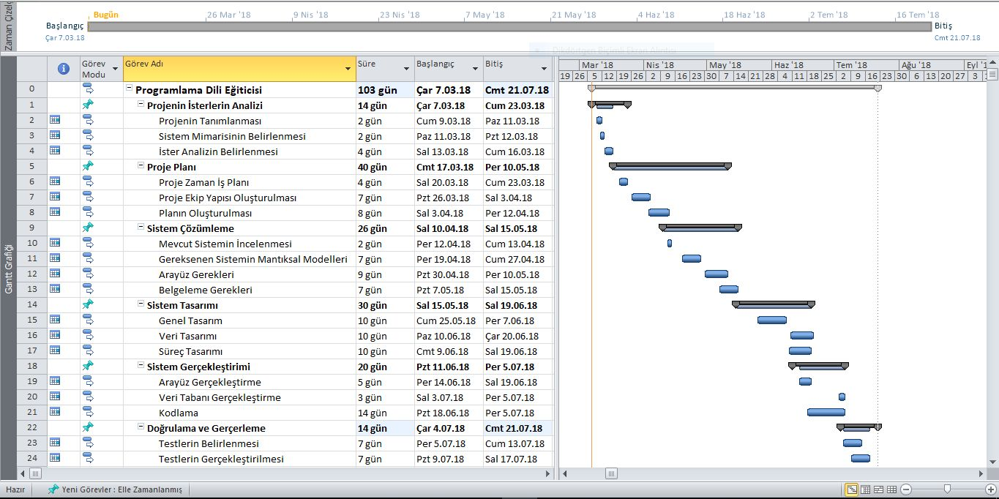 Zaman Çizelg
Bugün
26 Mar '18 9 Nis '18 23 Nis '18 7 May '18 21 May '18 4 Haz '18 18 Haz '18 2 Tem '18 16 Tem '18
Başlangıç Bitiş
Çar 7.03.18 Cmt 21.07.18
Dikdörtgen Biçimli Ekran Alıntısı
Gantt Grafiği
Görev Modu Görev Adı Süre Başlangıç Bitiş
Mar '18 Nis '18 May '18 Haz '18 Tem '18 Ağu '18 Eyl '1
19 26 5 12 19 26 2 9 16 23 30 7 14 21 28 4 11 18 25 2 9 16 23 30 6 13 20 27 3
0 Programlama Dili Eğiticisi 103 gün Çar 7.03.18 Cmt 21.07.18
1 Projenin İsterlerin Analizi 14 gün Çar 7.03.18 Cum 23.03.18
2 Projenin Tanımlanması 2 gün Cum 9.03.18 Paz 11.03.18
3 Sistem Mimarisinin Belirlenmesi 2 gün Paz 11.03.18 Pzt 12.03.18
4 İster Analizin Belirlenmesi 4 gün Sal 13.03.18 Cum 16.03.18
5 Proje Planı 40 gün Cmt 17.03.18 Per 10.05.18
6 Proje Zaman İş Planı 4 gün Sal 20.03.18 Cum 23.03.18
7 Proje Ekip Yapısı Oluşturulması 7 gün Pzt 26.03.18 Sal 3.04.18
8 Planın Oluşturulması 8 gün Sal 3.04.18 Per 12.04.18
9 Sistem Çözümleme 26 gün Sal 10.04.18 Sal 15.05.18
10 Mevcut Sistemin İncelenmesi 2 gün Per 12.04.18 Cum 13.04.18
11 Gereksenen Sistemin Mantıksal Modelleri 7 gün Per 19.04.18 Cum 27.04.18
12 Arayüz Gerekleri 9 gün Pzt 30.04.18 Per 10.05.18
13 Belgeleme Gerekleri 7 gün Pzt 7.05.18 Sal 15.05.18
14 Sistem Tasarımı 30 gün Sal 15.05.18 Sal 19.06.18
15 Genel Tasarım 10 gün Cum 25.05.18 Per 7.06.18
16 Veri Tasarımı 10 gün Paz 10.06.18 Çar 20.06.18
17 Süreç Tasarımı 10 gün Cmt 9.06.18 Sal 19.06.18
18 Sistem Gerçekleştirimi 20 gün Pzt 11.06.18 Per 5.07.18
19 Arayüz Gerçekleştirme 5 gün Per 14.06.18 Sal 19.06.18
20 Veri Tabanı Gerçekleştirme 3 gün Sal 3.07.18 Per 5.07.18
21 Kodlama 14 gün Pzt 18.06.18 Per 5.07.18
22 Doğrulama ve Gerçerleme 14 gün Çar 4.07.18 Cmt 21.07.18
23 Testlerin Belirlenmesi 7 gün Per 5.07.18 Cum 13.07.18
24 Testlerin Gerçekleştirilmesi 7 gün Pzt 9.07.18 Sal 17.07.18
Hazır Yeni Görevler : Elle Zamanlanmış